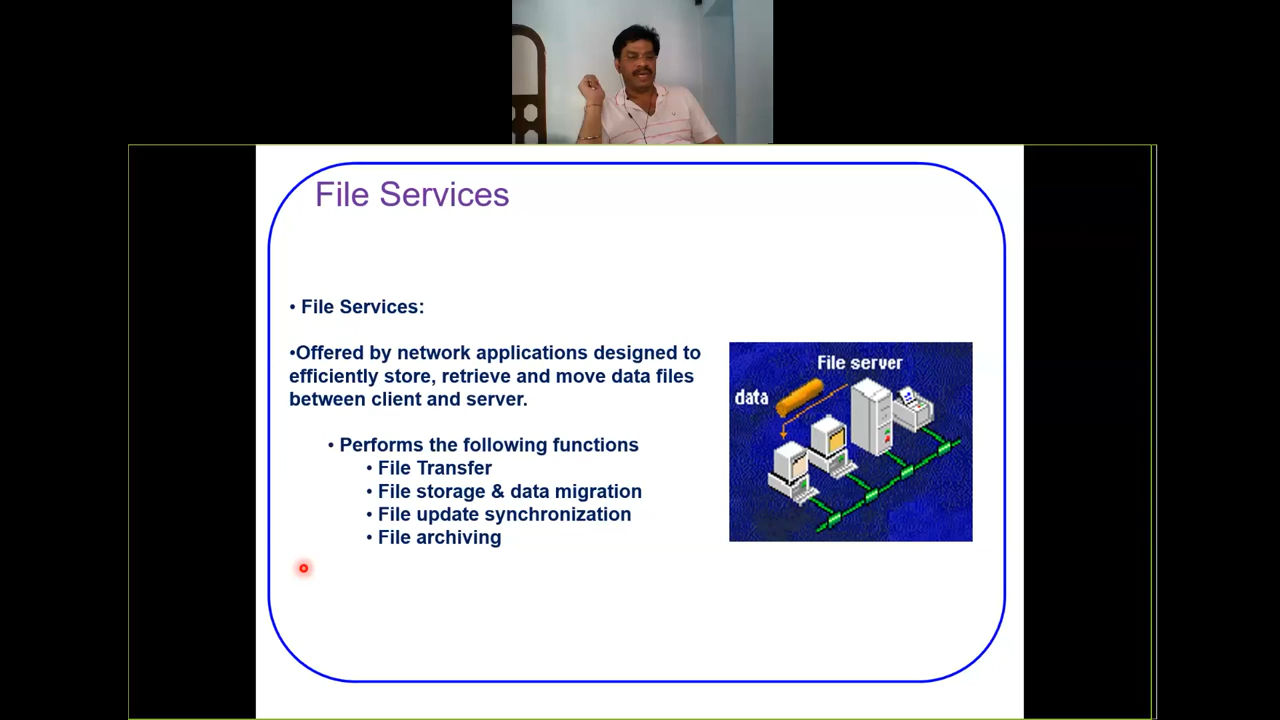 File Services
• File Services:
•Offered by network applications designed to
efficiently store, retrieve and move data files
between client and server.
• Performs the following functions
• File Transfer
• File storage & data migration
• File update synchronization
• File archiving
File server
data